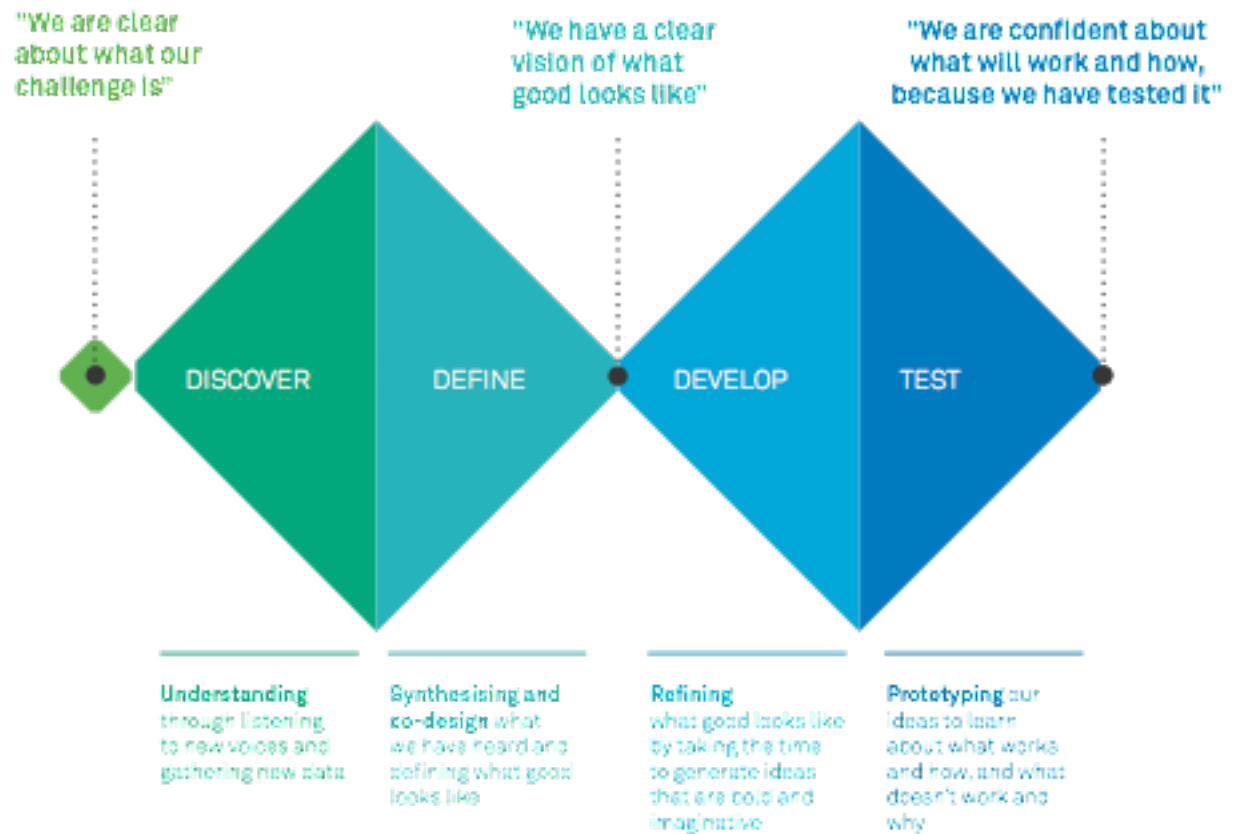 "We are clear
about what our
challenge is"
"We have a clear
vision of what
good looks like"
"We are confident about
what will work and how,
because we have tested it"
DISCOVER
DEFINE
DEVELOP
TEST
Understanding
through listening
to new voices and
gathering new data
Synthesising and
co-design what
we have heard and
defining what good
looks like
Refining
what good looks like
by taking the time
to generate ideas
that are bold and
imaginative
Prototyping our
ideas to learn
about what works
and how, and what
doesn't work and
why